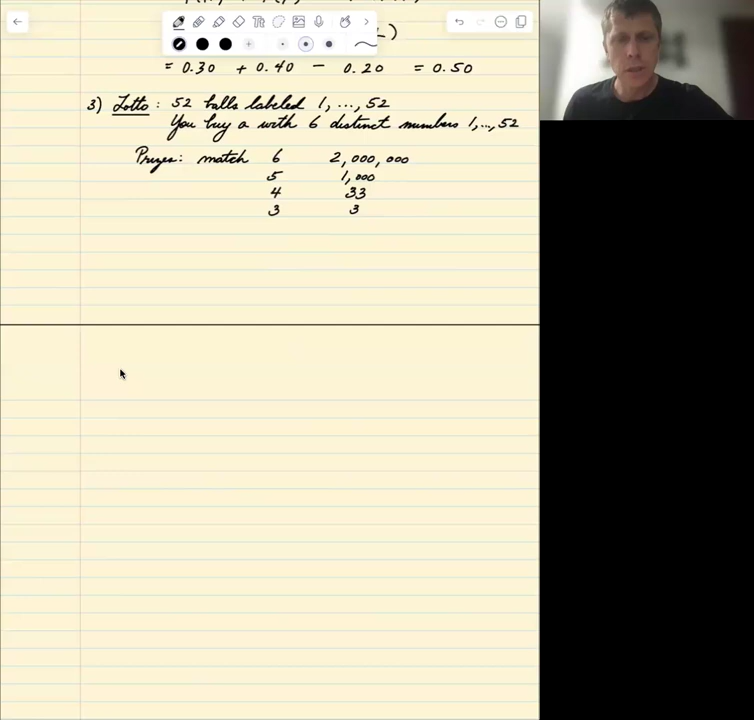 = 0.30 + 0.40 - 0.20 = 0.50
3) Lotto: 52 balls labeled 1, ..., 52
You buy a with 6 distinct numbers 1,...,52
Prizes: match 6 2,000,000
5 1,000
4 33
3 3